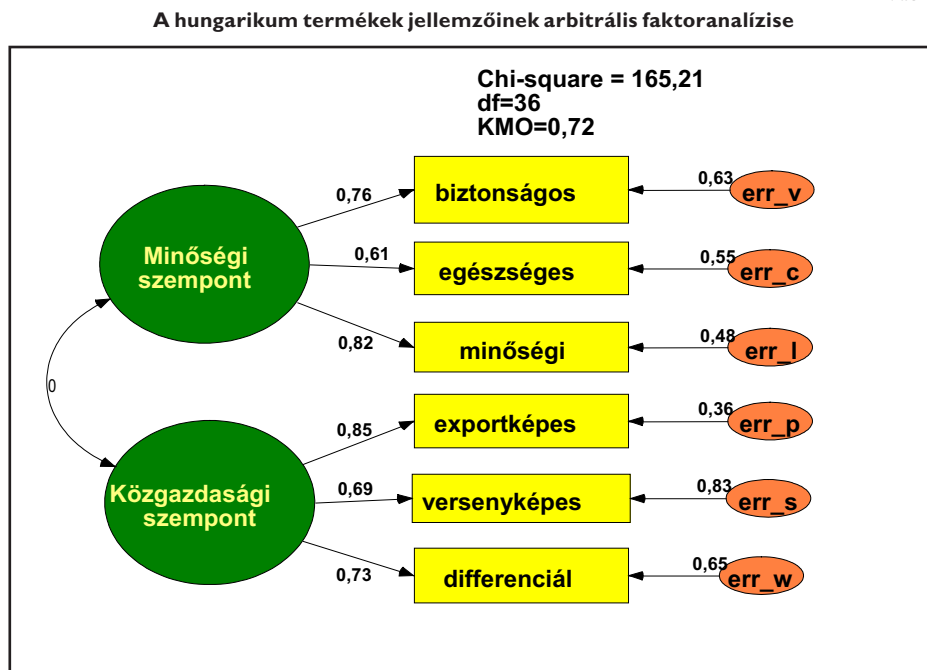 A hungarikum termékek jellemzőinek arbitrális faktoranalízise
Chi-square = 165,21
df=36
KMO=0,72
Minőségi
szempont
0,76
biztonságos
0,63
err_v
0,61
egészséges
0,55
err_c
0,82
minőségi
0,48
err_l
0
Közgazdasági
szempont
0,85
exportképes
0,36
err_p
0,69
versenyképes
0,83
err_s
0,73
differenciál
0,65
err_w